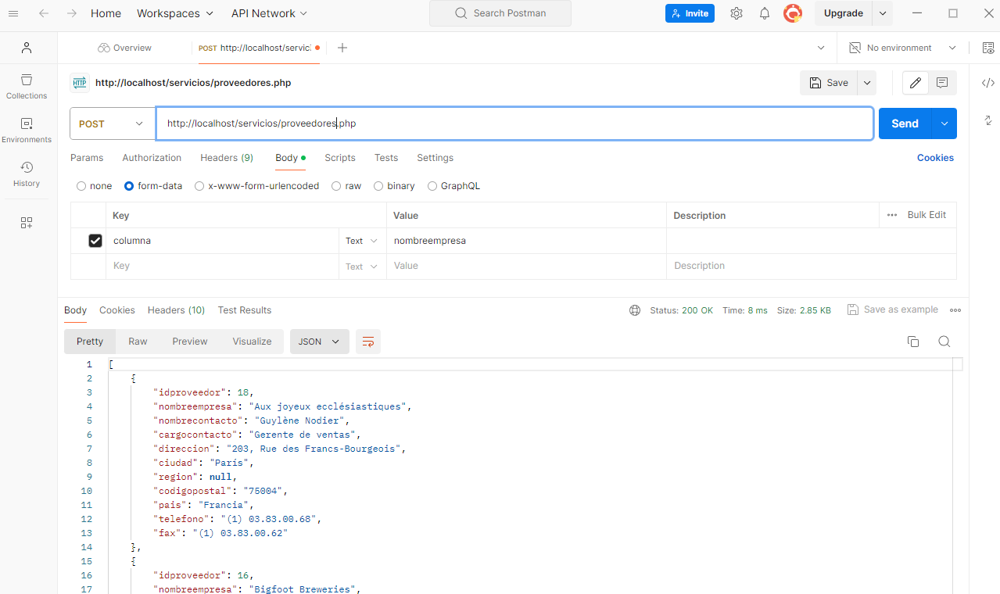 Home Workspaces API Network Search Postman Invite Upgrade
Overview POST http://localhost/servici No environment
HTTP http://localhost/servicios/proveedores.php Save
Collections
POST http://localhost/servicios/proveedores.php Send
Environments
Params Authorization Headers (9) Body Scripts Tests Settings Cookies
History
none form-data x-www-form-urlencoded raw binary GraphQL
Key Value Description Bulk Edit
columna Text nombreempresa
Key Text Value Description
Body Cookies Headers (10) Test Results Status: 200 OK Time: 8 ms Size: 2.85 KB Save as example
Pretty Raw Preview Visualize JSON
1 [
2 {
3 "idproveedor": 18,
4 "nombreempresa": "Aux joyeux ecclésiastiques",
5 "nombrecontacto": "Guylène Nodier",
6 "cargocontacto": "Gerente de ventas",
7 "direccion": "203, Rue des Francs-Bourgeois",
8 "ciudad": "París",
9 "region": null,
10 "codigopostal": "75004",
11 "pais": "Francia",
12 "telefono": "(1) 03.83.00.68",
13 "fax": "(1) 03.83.00.62"
14 },
15 {
16 "idproveedor": 16,
17 "nombreempresa": "Bigfoot Breweries",